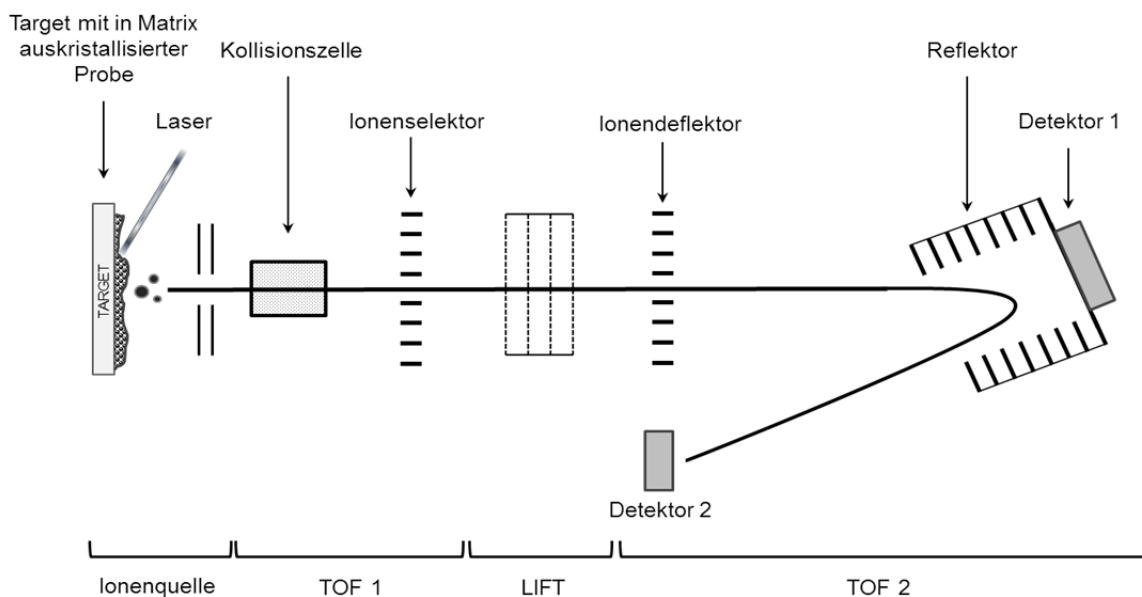 Target mit in Matrix
auskristallisierter
Probe
Laser
Kollisionszelle
Ionenselektor
Ionendeflektor
Reflektor
Detektor 1
TARGET
Detektor 2
Ionenquelle
TOF 1
LIFT
TOF 2